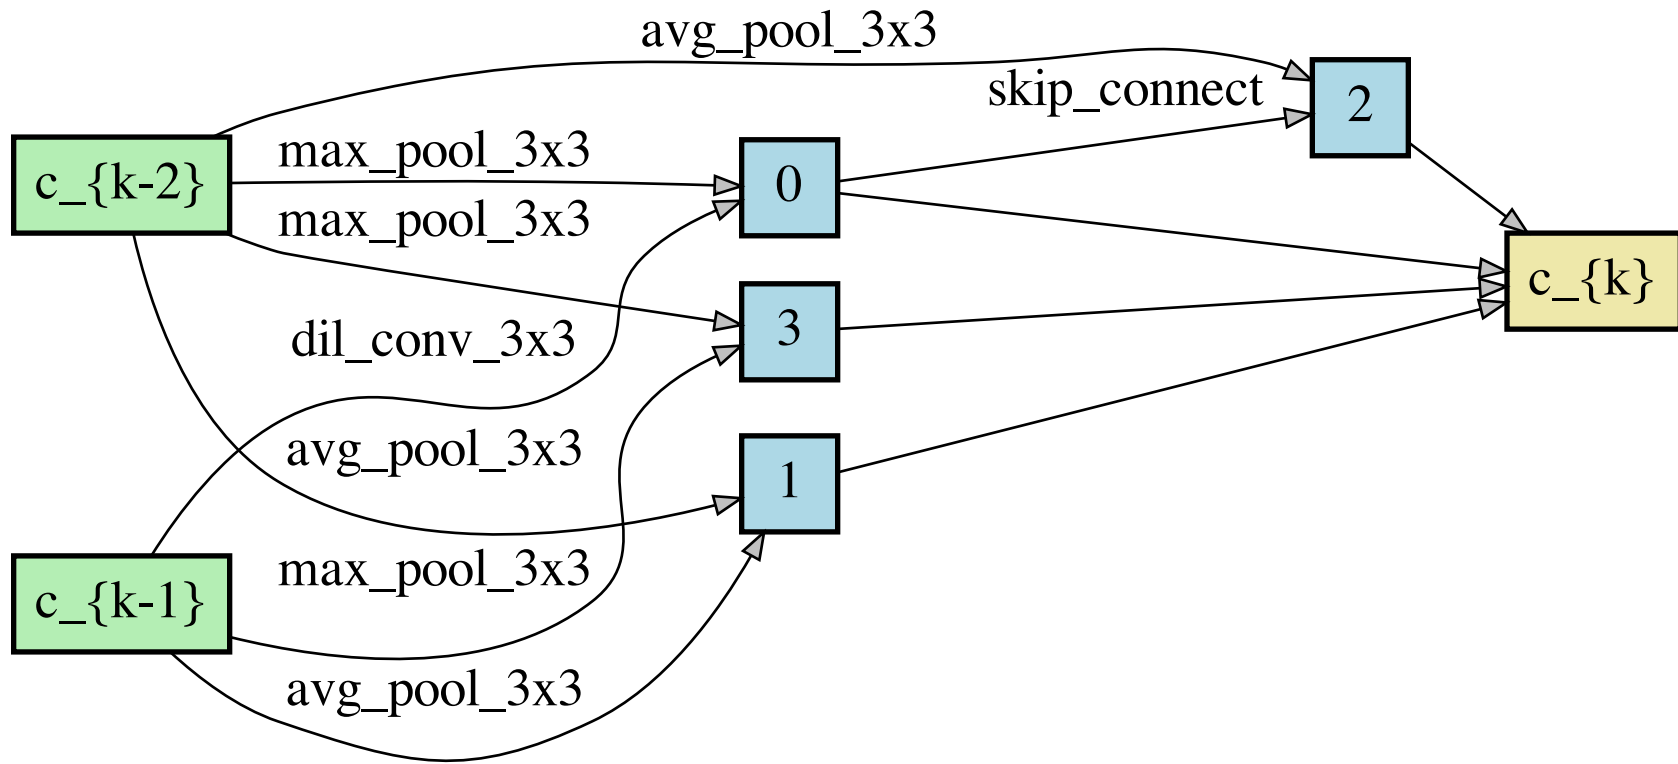 avg_pool_3x3
skip_connect
2
max_pool_3x3
c_{k-2}
0
max_pool_3x3
c_{k}
dil_conv_3x3
3
avg_pool_3x3
1
max_pool_3x3
c_{k-1}
avg_pool_3x3